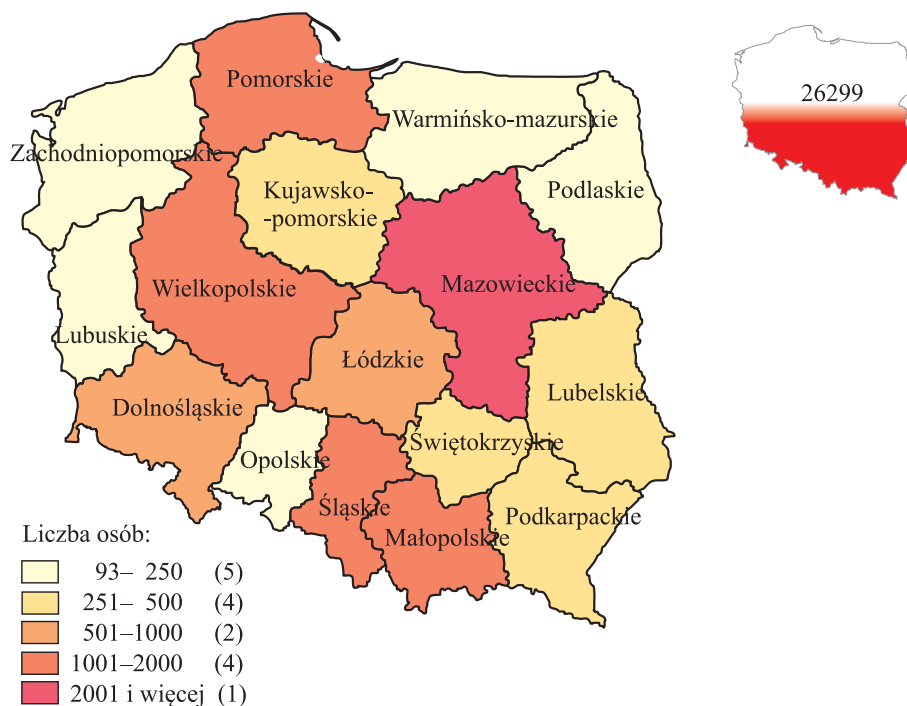 Pomorskie
26299
Warmińsko-mazurskie
Zachodniopomorskie
Kujawsko-
-pomorskie
Podlaskie
Mazowieckie
Wielkopolskie
Lubuskie
Łódzkie
Lubelskie
Dolnośląskie
Świętokrzyskie
Opolskie
Śląskie
Podkarpackie
Małopolskie
Liczba osób:
93– 250 (5)
251– 500 (4)
501–1000 (2)
1001–2000 (4)
2001 i więcej (1)